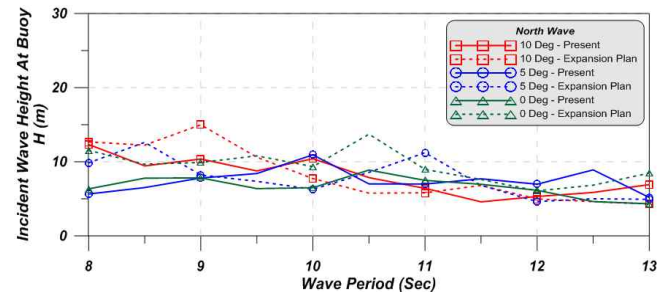 30
20
10
0
Incident Wave Height At Buoy
H (m)
North Wave
10 Deg - Present
10 Deg - Expansion Plan
5 Deg - Present
5 Deg - Expansion Plan
0 Deg - Present
0 Deg - Expansion Plan
8 9 10 11 12 13
Wave Period (Sec)